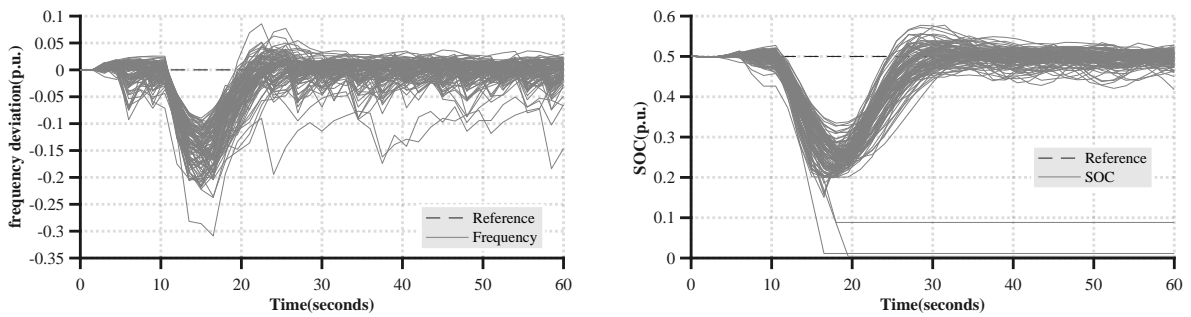 frequency deviation(p.u.)
0.1
0.05
0
-0.05
-0.1
-0.15
-0.2
-0.25
-0.3
-0.35
Reference
Frequency
0 10 20 30 40 50 60
Time(seconds)
SOC(p.u.)
0.6
0.5
0.4
0.3
0.2
0.1
0
Reference
SOC
0 10 20 30 40 50 60
Time(seconds)